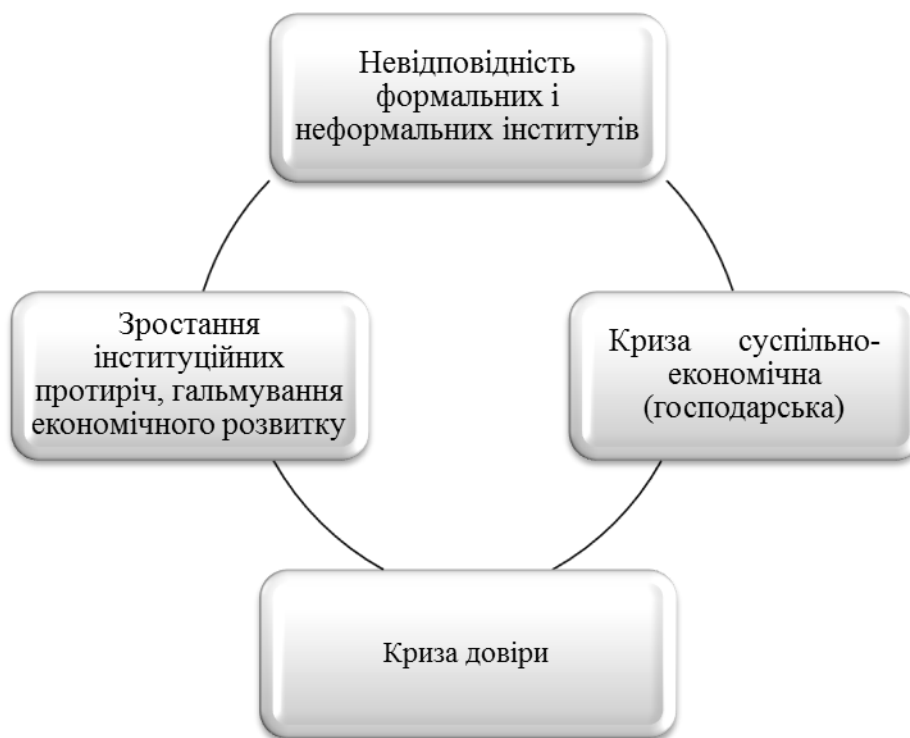 Невідповідність
формальних і
неформальних інститутів
Зростання
інституційних
протиріч, гальмування
економічного розвитку
Криза суспільно-
економічна
(господарська)
Криза довіри